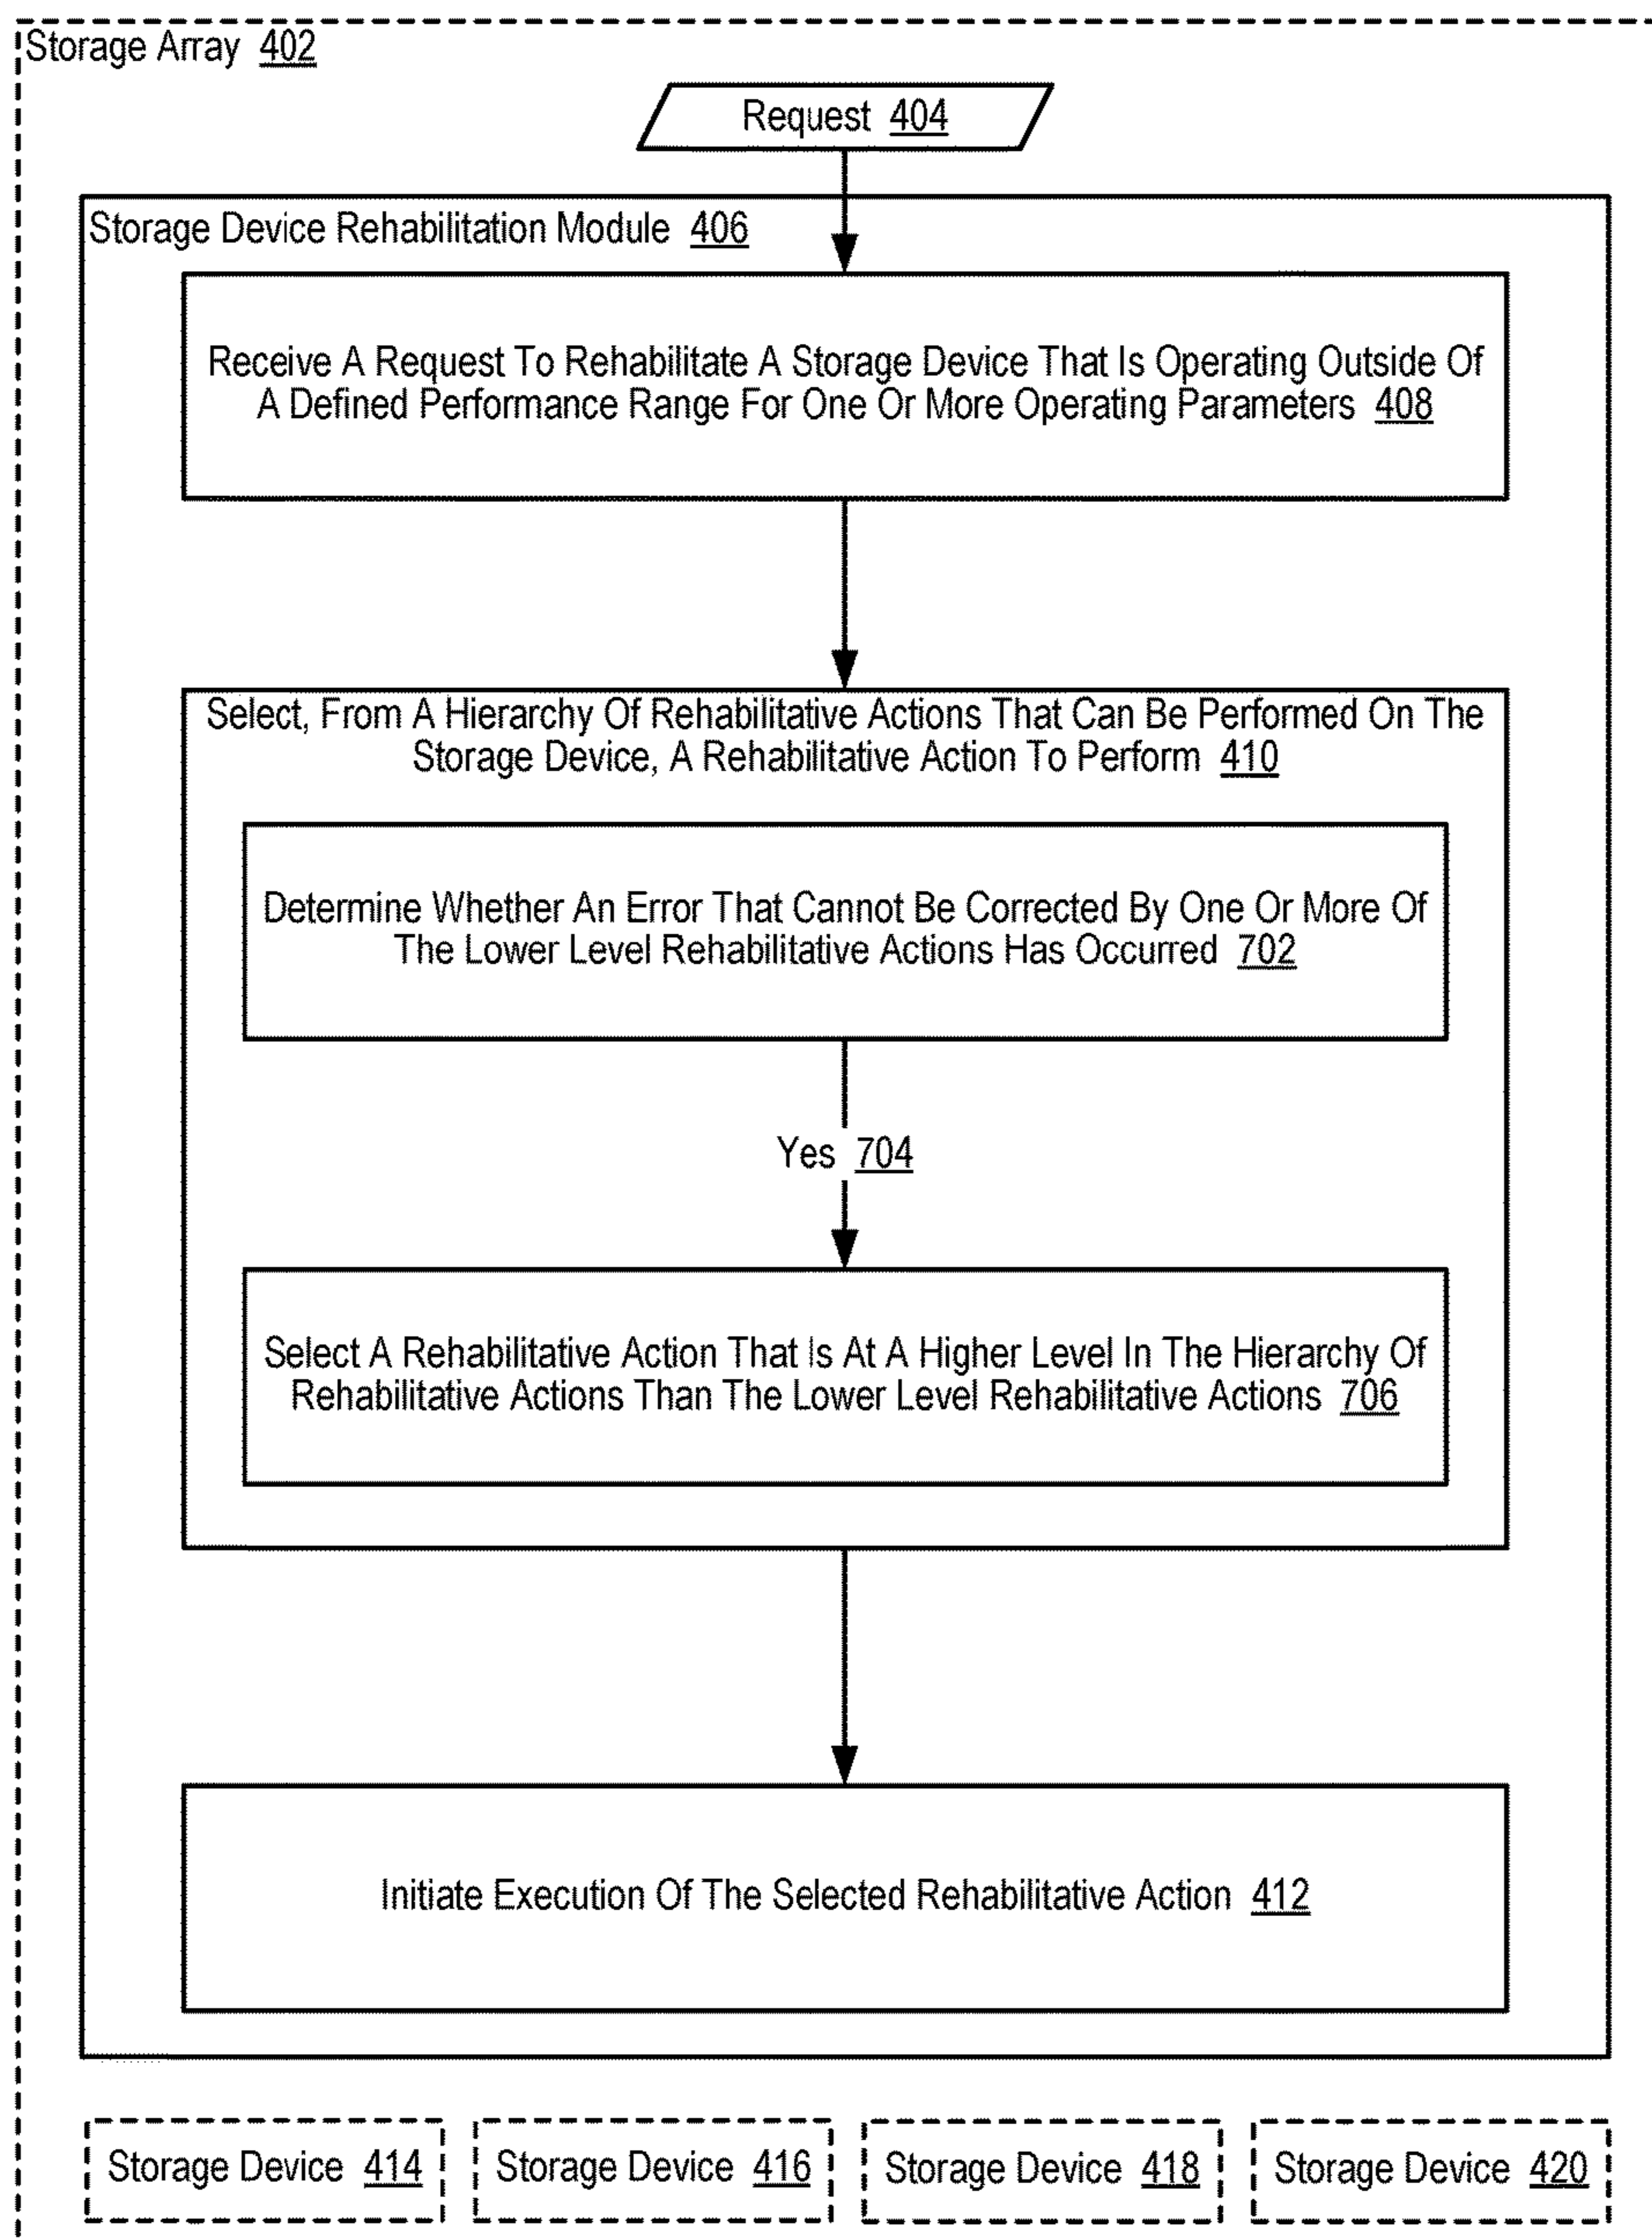 Storage Array 402
Request 404
Storage Device Rehabilitation Module 406
Receive A Request To Rehabilitate A Storage Device That Is Operating Outside Of
A Defined Performance Range For One Or More Operating Parameters 408
Select, From A Hierarchy Of Rehabilitative Actions That Can Be Performed On The
Storage Device, A Rehabilitative Action To Perform 410
Determine Whether An Error That Cannot Be Corrected By One Or More Of
The Lower Level Rehabilitative Actions Has Occurred 702
Yes 704
Select A Rehabilitative Action That Is At A Higher Level In The Hierarchy Of
Rehabilitative Actions Than The Lower Level Rehabilitative Actions 706
Initiate Execution Of The Selected Rehabilitative Action 412
Storage Device 414
Storage Device 416
Storage Device 418
Storage Device 420